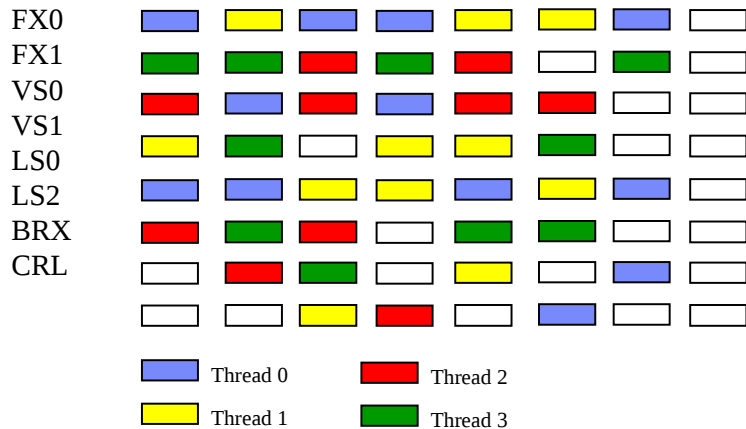 FX0
FX1
VS0
VS1
LS0
LS2
BRX
CRL
Thread 0
Thread 2
Thread 1
Thread 3